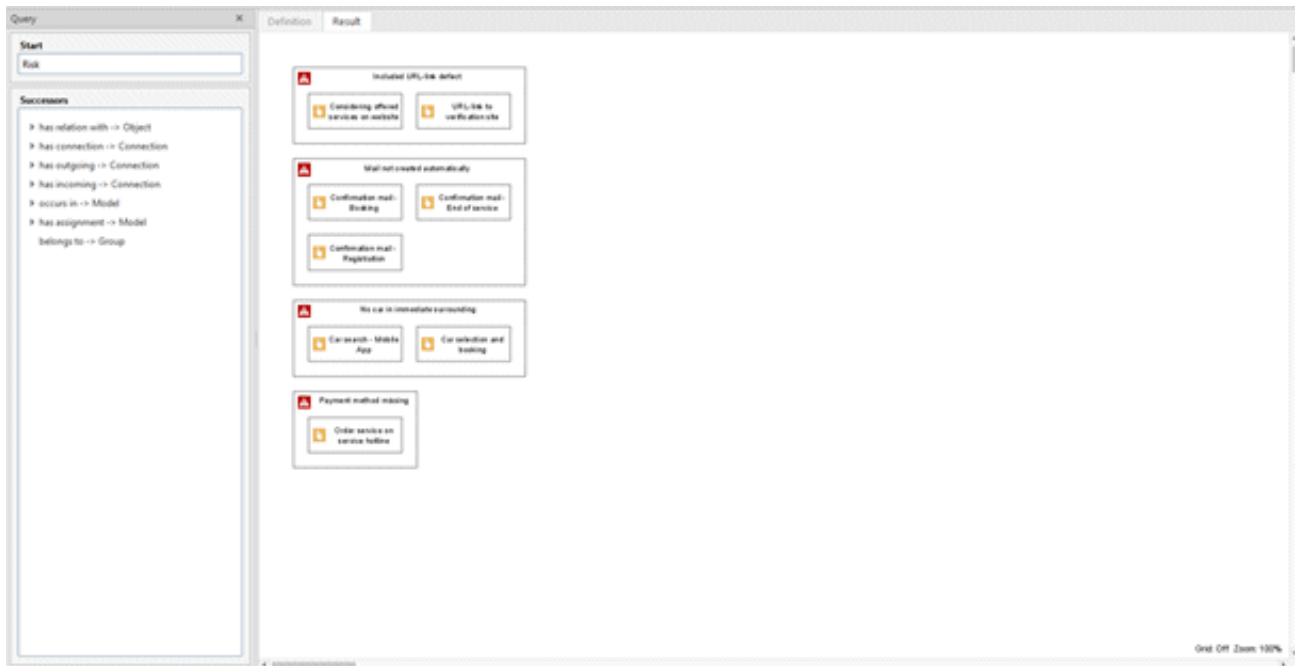 Query
×
Definition
Result
Start
Risk
Successors
has relation with -> Object
has connection -> Connection
has outgoing -> Connection
has incoming -> Connection
occurs in -> Model
has assignment -> Model
belongs to -> Group
Included URL-link defect
Considering offered
services on website
URL-link to
verification site
Mail not created automatically
Confirmation mail -
Booking
Confirmation mail -
End of service
Confirmation mail -
Registration
No car in immediate surrounding
Car search - Mobile
App
Car selection and
booking
Payment method missing
Order service on
service hotline
Grid: Off Zoom: 100%